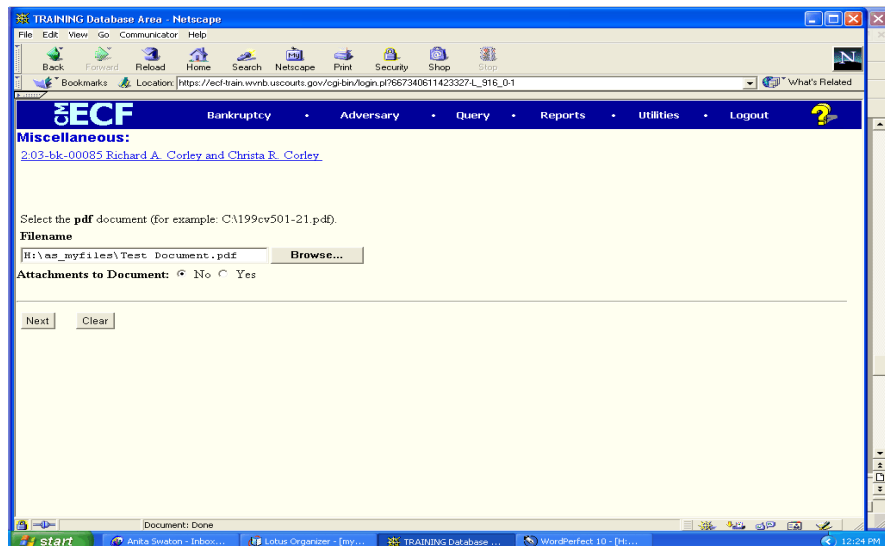 TRAINING Database Area - Netscape
File Edit View Go Communicator Help
Back Forward Reload Home Search Netscape Print Security Shop Stop
N
Bookmarks Location: https://ecf-train.wvnb.uscourts.gov/cgi-bin/login.pl?667340611423327-L_916_0-1 What's Related
CM ECF Bankruptcy • Adversary • Query • Reports • Utilities • Logout ?
Miscellaneous:
2:03-bk-00085 Richard A. Corley and Christa R. Corley
Select the pdf document (for example: C:\199cv501-21.pdf).
Filename
H:\as_myfiles\Test Document.pdf Browse...
Attachments to Document: No Yes
Next Clear
Document: Done
start Anita Swaton - Inbox... Lotus Organizer - [my... TRAINING Database ... WordPerfect 10 - [H:... 12:24 PM